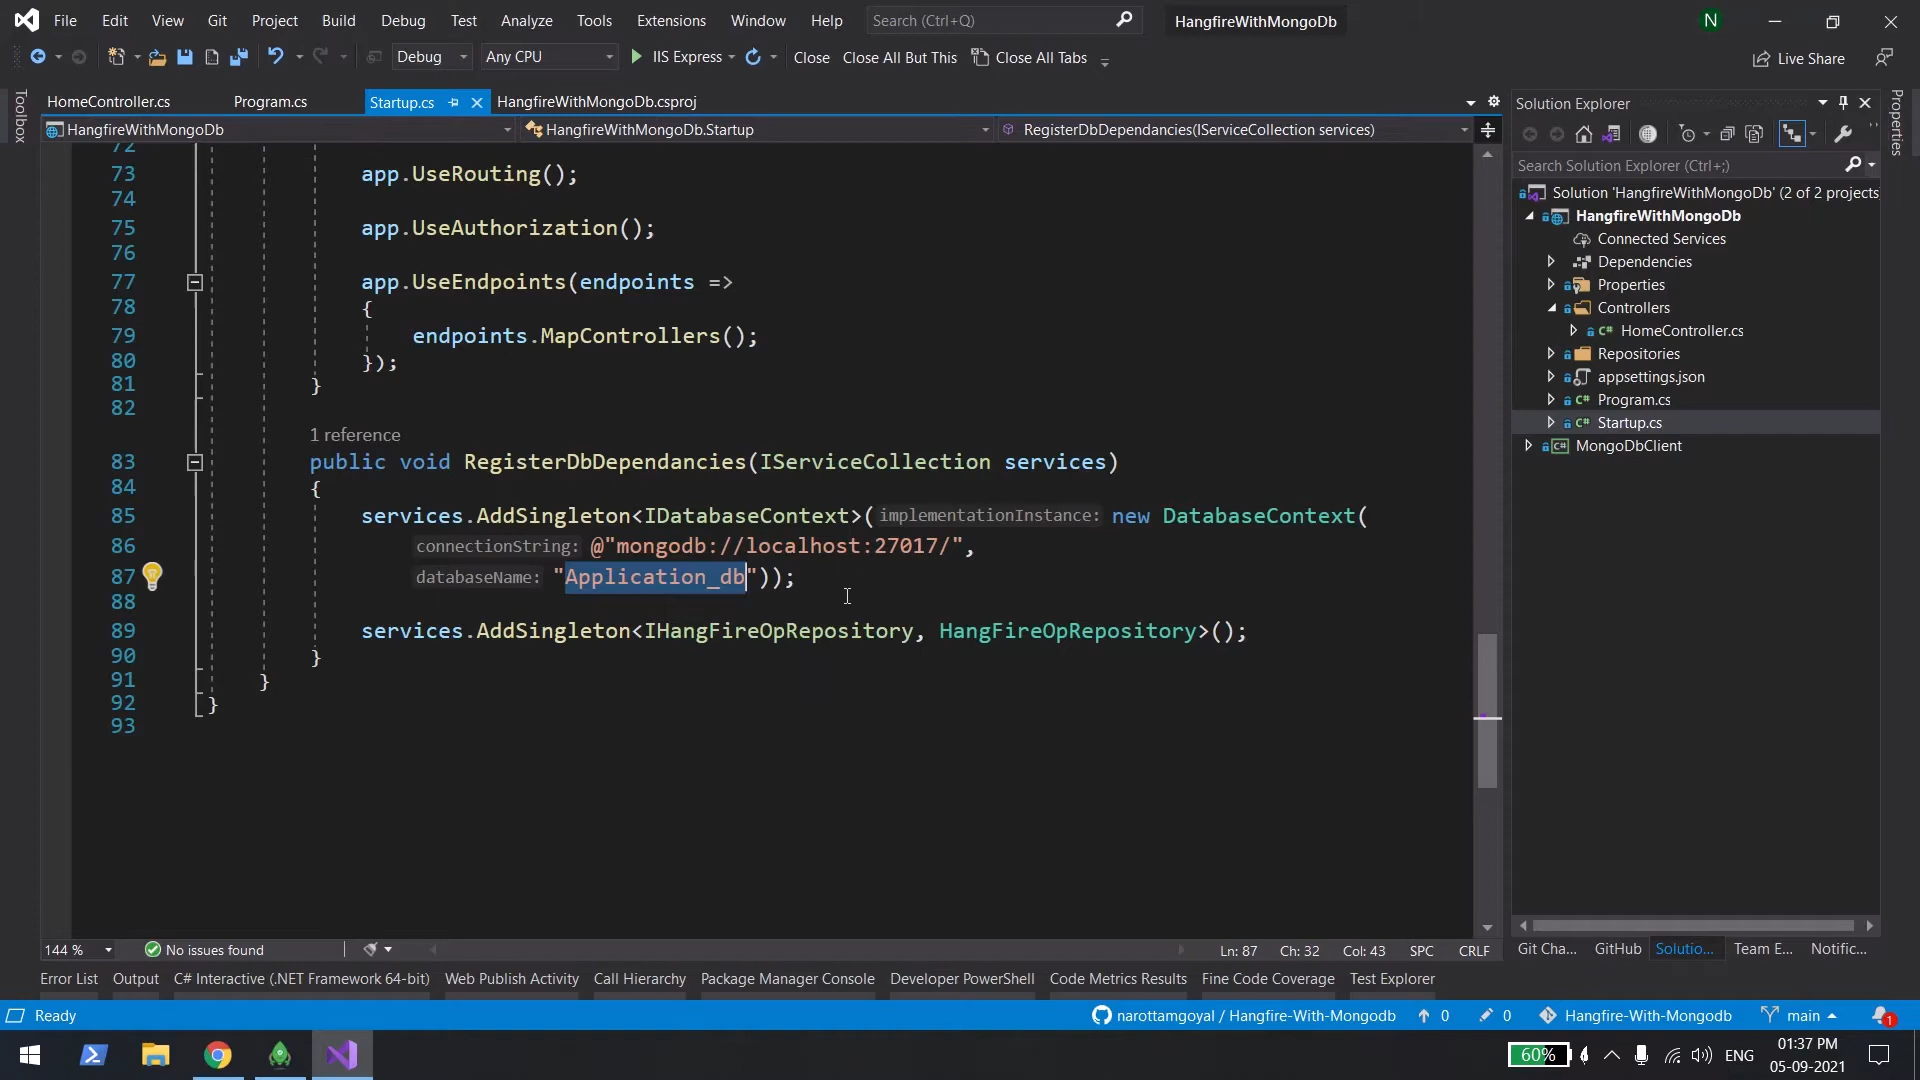 File Edit View Git Project Build Debug Test Analyze Tools Extensions Window Help Search (Ctrl+Q) HangfireWithMongoDb N
Debug Any CPU IIS Express Close Close All But This Close All Tabs Live Share
Toolbox
HomeController.cs Program.cs Startup.cs HangfireWithMongoDb.csproj
HangfireWithMongoDb HangfireWithMongoDb.Startup RegisterDbDependancies(IServiceCollection services)
72
73 app.UseRouting();
74
75 app.UseAuthorization();
76
77 app.UseEndpoints(endpoints =>
78 {
79 endpoints.MapControllers();
80 });
81 }
82
1 reference
83 public void RegisterDbDependancies(IServiceCollection services)
84 {
85 services.AddSingleton<IDatabaseContext>(implementationInstance: new DatabaseContext(
86 connectionString: @"mongodb://localhost:27017/",
87 databaseName: "Application_db"));
88
89 services.AddSingleton<IHangFireOpRepository, HangFireOpRepository>();
90 }
91 }
92 }
93
Solution Explorer
Properties
Search Solution Explorer (Ctrl+;)
Solution 'HangfireWithMongoDb' (2 of 2 projects
HangfireWithMongoDb
Connected Services
Dependencies
Properties
Controllers
C# HomeController.cs
Repositories
appsettings.json
C# Program.cs
C# Startup.cs
C# MongoDbClient
144 % No issues found Ln: 87 Ch: 32 Col: 43 SPC CRLF
Git Cha... GitHub Solutio... Team E... Notific...
Error List Output C# Interactive (.NET Framework 64-bit) Web Publish Activity Call Hierarchy Package Manager Console Developer PowerShell Code Metrics Results Fine Code Coverage Test Explorer
Ready narottamgoyal / Hangfire-With-Mongodb 0 0 Hangfire-With-Mongodb main 1
60% ENG 01:37 PM
05-09-2021